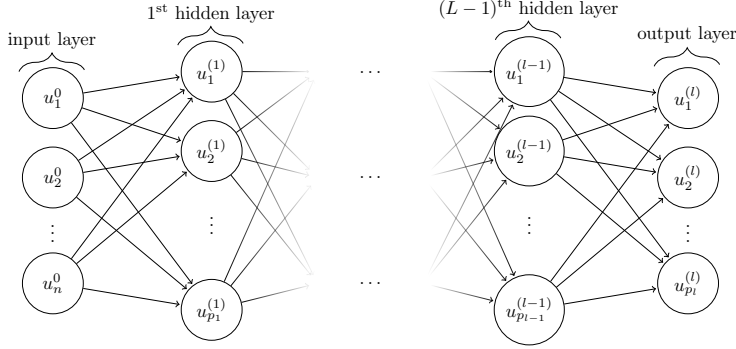 input layer
1st hidden layer
(L − 1)th hidden layer
output layer
u_1^0
u_2^0
⋮
u_n^0
u_1^{(1)}
u_2^{(1)}
⋮
u_{p_1}^{(1)}
⋯
⋯
⋯
u_1^{(l-1)}
u_2^{(l-1)}
⋮
u_{p_{l-1}}^{(l-1)}
u_1^{(l)}
u_2^{(l)}
⋮
u_{p_l}^{(l)}